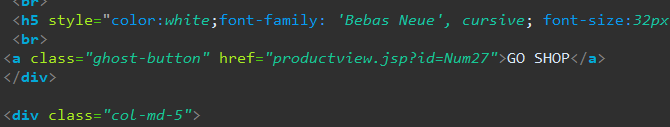 <br>
<h5 style="color:white;font-family: 'Bebas Neue', cursive; font-size:32px
<br>
<a class="ghost-button" href="productview.jsp?id=Num27">GO SHOP</a>
</div>
<div class="col-md-5">